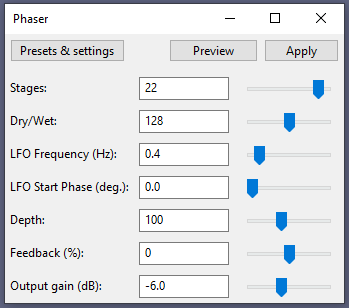 Phaser
Presets & settings Preview Apply
Stages: 22
Dry/Wet: 128
LFO Frequency (Hz): 0.4
LFO Start Phase (deg.): 0.0
Depth: 100
Feedback (%): 0
Output gain (dB): -6.0